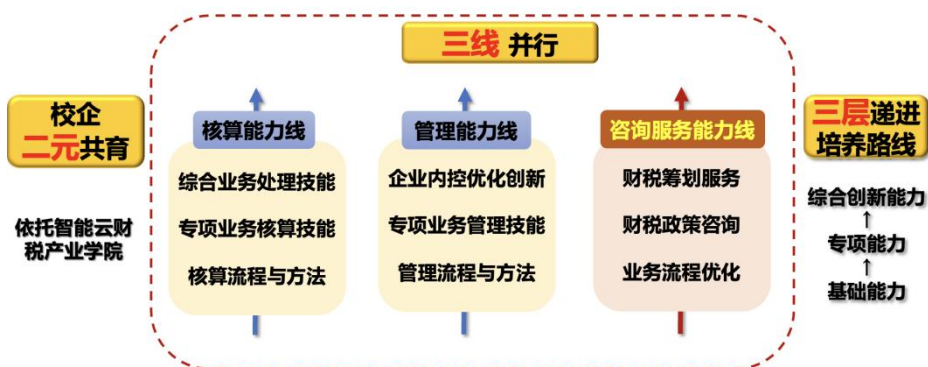 三线 并行
校企
二元共育
依托智能云财
税产业学院
核算能力线
综合业务处理技能
专项业务核算技能
核算流程与方法
管理能力线
企业内控优化创新
专项业务管理技能
管理流程与方法
咨询服务能力线
财税筹划服务
财税政策咨询
业务流程优化
三层递进
培养路线
综合创新能力
↑
专项能力
↑
基础能力